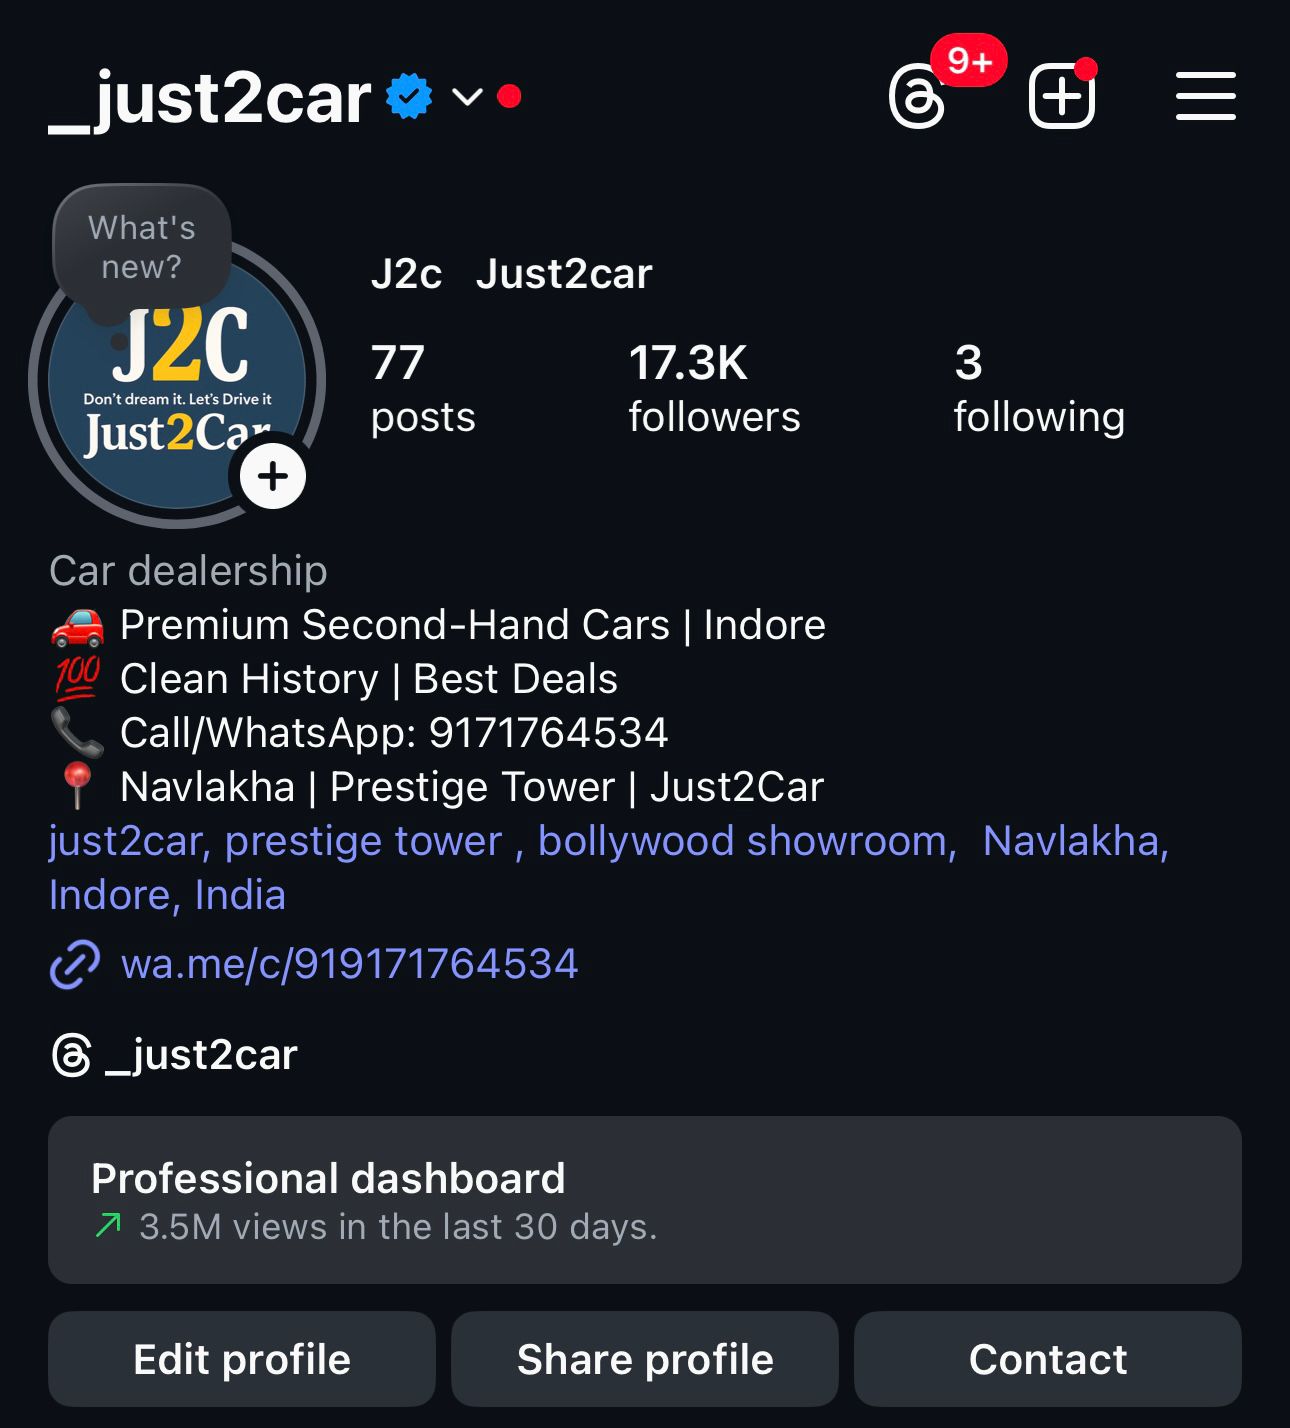 _just2car
9+
What's
new?
J2C
Don't dream it. Let's Drive it
Just2Car
J2c Just2car
77 17.3K 3
posts followers following
Car dealership
🚗 Premium Second-Hand Cars | Indore
💯 Clean History | Best Deals
📞 Call/WhatsApp: 9171764534
📍 Navlakha | Prestige Tower | Just2Car
just2car, prestige tower , bollywood showroom, Navlakha,
Indore, India
wa.me/c/919171764534
_just2car
Professional dashboard
3.5M views in the last 30 days.
Edit profile Share profile Contact